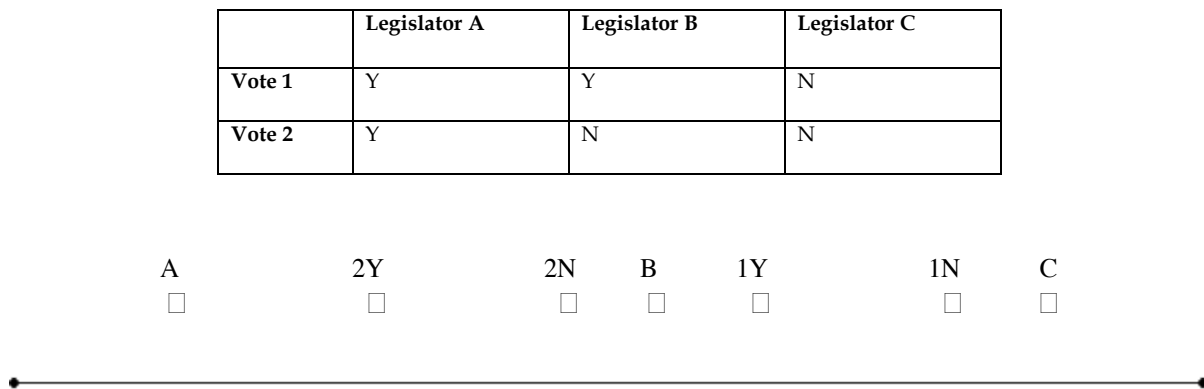 Legislator A Legislator B Legislator C
Vote 1 Y Y N
Vote 2 Y N N
A 2Y 2N B 1Y 1N C